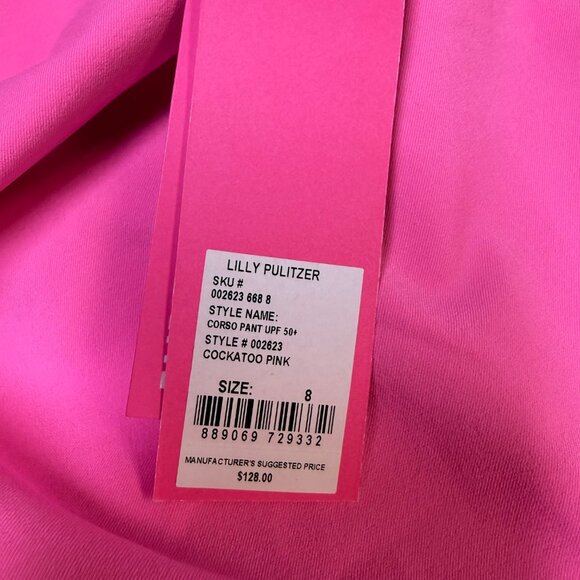 LILLY PULITZER
SKU #
002623 668 8
STYLE NAME:
CORSO PANT UPF 50+
STYLE # 002623
COCKATOO PINK
SIZE: 8
889069 729332
MANUFACTURER'S SUGGESTED PRICE
$128.00